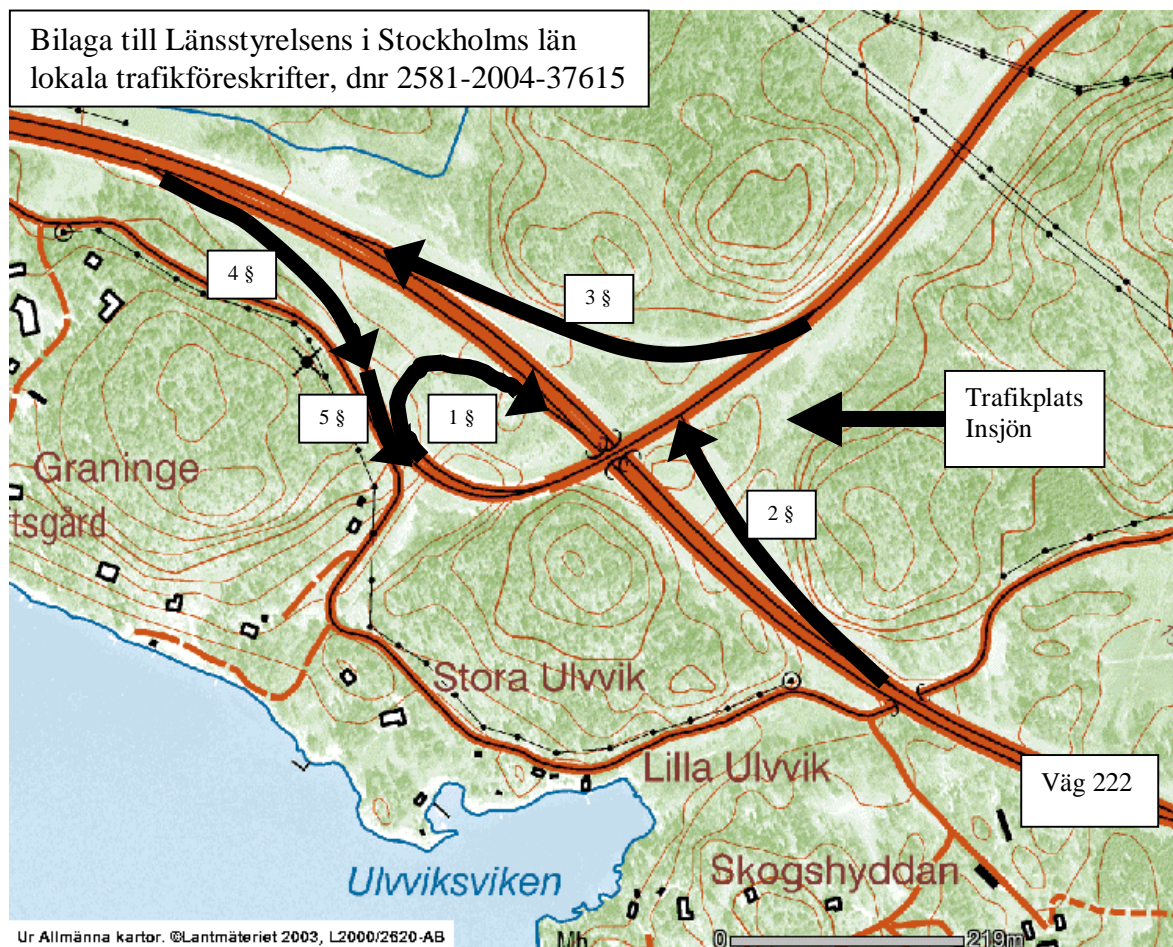 Bilaga till Länsstyrelsens i Stockholms län
lokala trafikföreskrifter, dnr 2581-2004-37615
4 §
3 §
5 §
1 §
Trafikplats
Insjön
Graninge
tsgård
2 §
Stora Ulvvik
Lilla Ulvvik
Väg 222
Ulvviksviken
Skogshyddan
Ur Allmänna kartor. ©Lantmäteriet 2003, L2000/2620-AB
Mh
0 219m